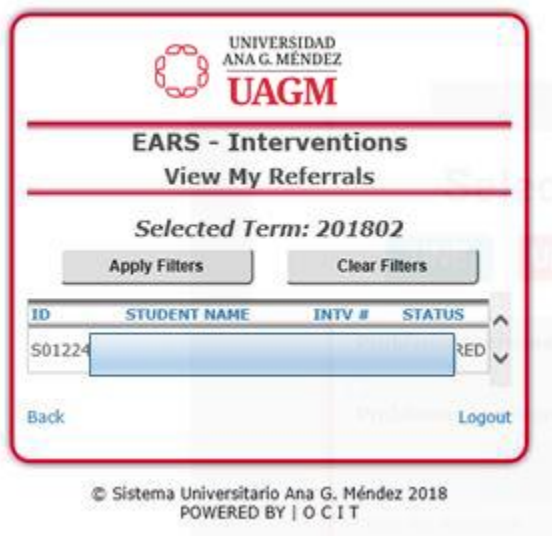 UNIVERSIDAD
ANA G. MÉNDEZ
UAGM
EARS - Interventions
View My Referrals
Selected Term: 201802
Apply Filters Clear Filters
ID STUDENT NAME INTV # STATUS
S01224 RED
Back Logout
© Sistema Universitario Ana G. Méndez 2018
POWERED BY | O C I T